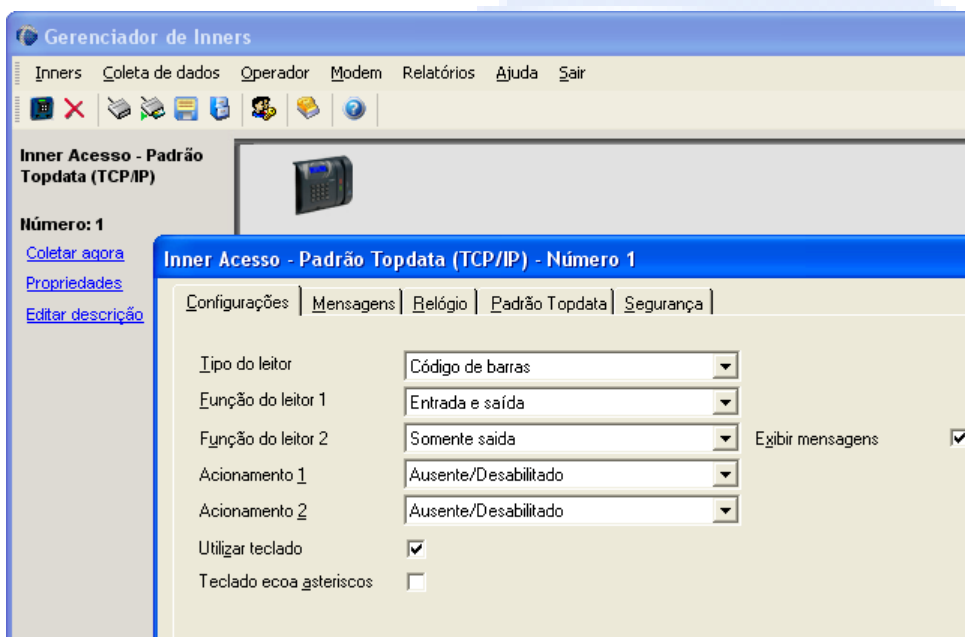 Gerenciador de Inners
Inners Coleta de dados Operador Modem Relatórios Ajuda Sair
Inner Acesso - Padrão
Topdata (TCP/IP)
Número: 1
Coletar agora
Propriedades
Editar descrição
Inner Acesso - Padrão Topdata (TCP/IP) - Número 1
Configurações Mensagens Relógio Padrão Topdata Segurança
Tipo do leitor Código de barras
Função do leitor 1 Entrada e saída
Função do leitor 2 Somente saida Exibir mensagens
Acionamento 1 Ausente/Desabilitado
Acionamento 2 Ausente/Desabilitado
Utilizar teclado
Teclado ecoa asteriscos